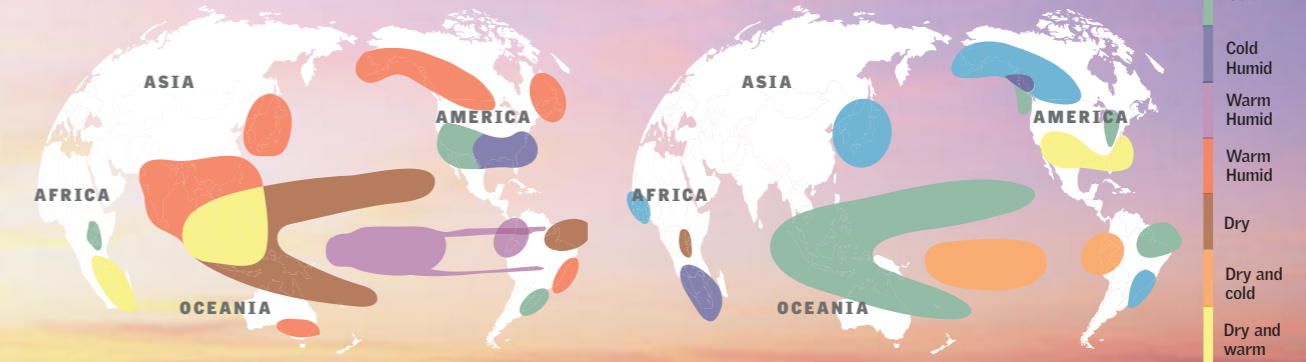 ASIA
AMERICA
AFRICA
OCEANIA
ASIA
AMERICA
AFRICA
OCEANIA
Cold
Humid
Warm
Humid
Warm
Humid
Dry
Dry and
cold
Dry and
warm